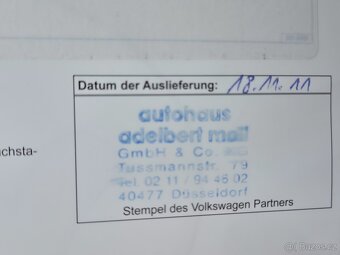 Datum der Auslieferung: 18.11.11
autohaus
adelbert moll
GmbH & Co. KG
Tussmannstr. 79
Tel. 02 11 / 94 46 02
40477 Düsseldorf
uchsta-
Stempel des Volkswagen Partners